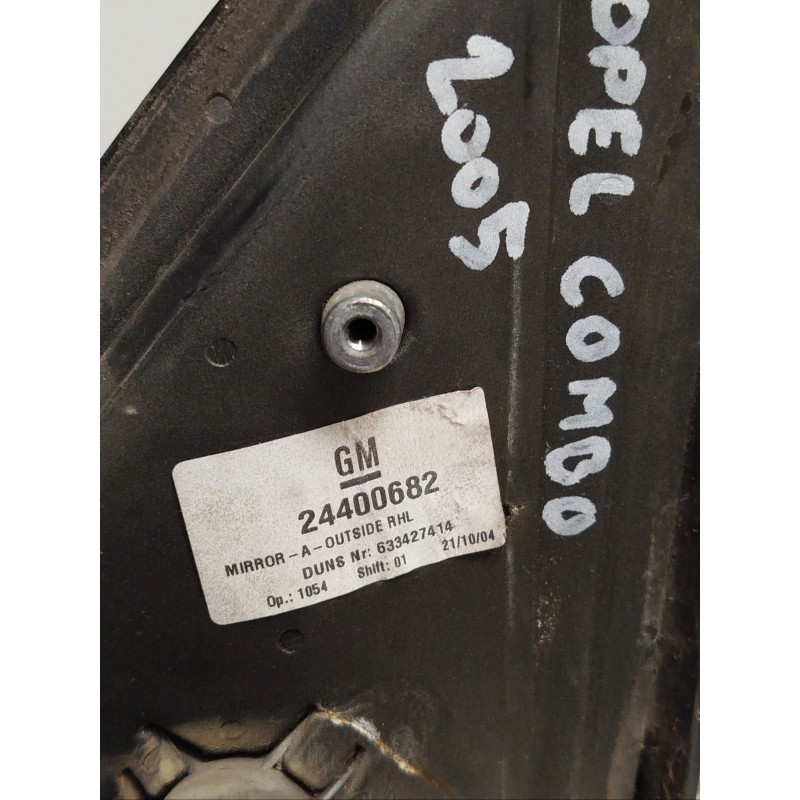 OPEL COMBO
2005
GM
24400682
MIRROR-A-OUTSIDE RHL
DUNS Nr: 633427414
Op.: 1054 Shift: 01 21/10/04